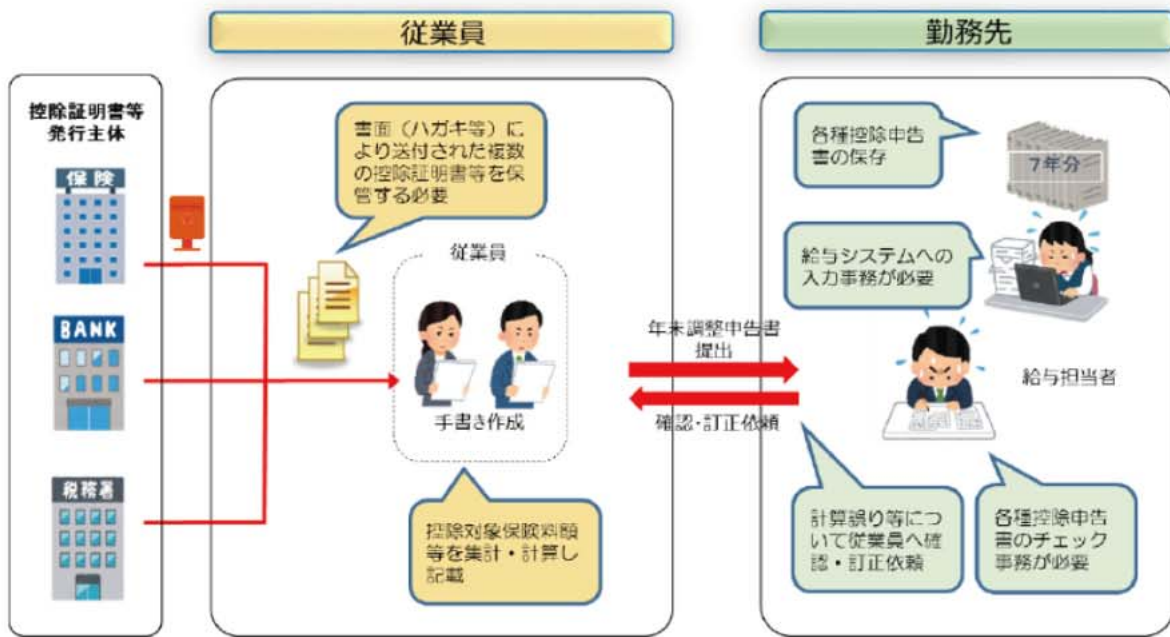 従業員
勤務先
控除証明書等
発行主体
保険
BANK
税務署
書面（ハガキ等）に
より送付された複数
の控除証明書等を保
管する必要
従業員
手書き作成
控除対象保険料額
等を集計・計算し
記載
年末調整申告書
提出
確認・訂正依頼
各種控除申告
書の保存
7年分
給与システムへの
入力事務が必要
給与担当者
計算誤り等につ
いて従業員へ確
認・訂正依頼
各種控除申告
書のチェック
事務が必要